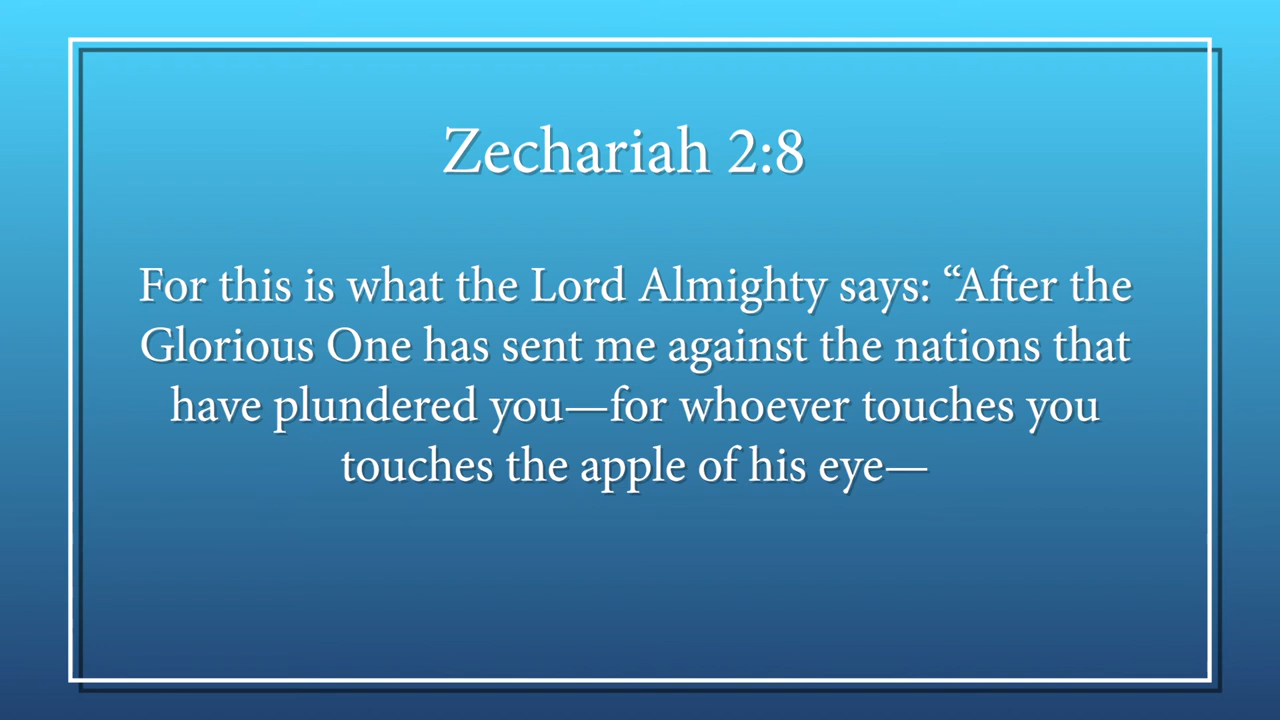 Zechariah 2:8
For this is what the Lord Almighty says: “After the
Glorious One has sent me against the nations that
have plundered you—for whoever touches you
touches the apple of his eye—